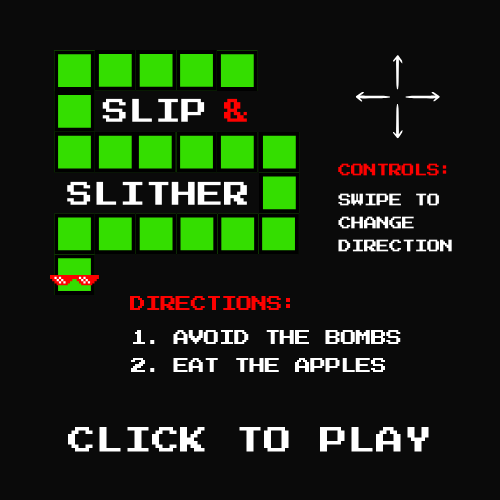 SLIP &
SLITHER
CONTROLS:
SWIPE TO
CHANGE
DIRECTION
DIRECTIONS:
1. AVOID THE BOMBS
2. EAT THE APPLES
CLICK TO PLAY